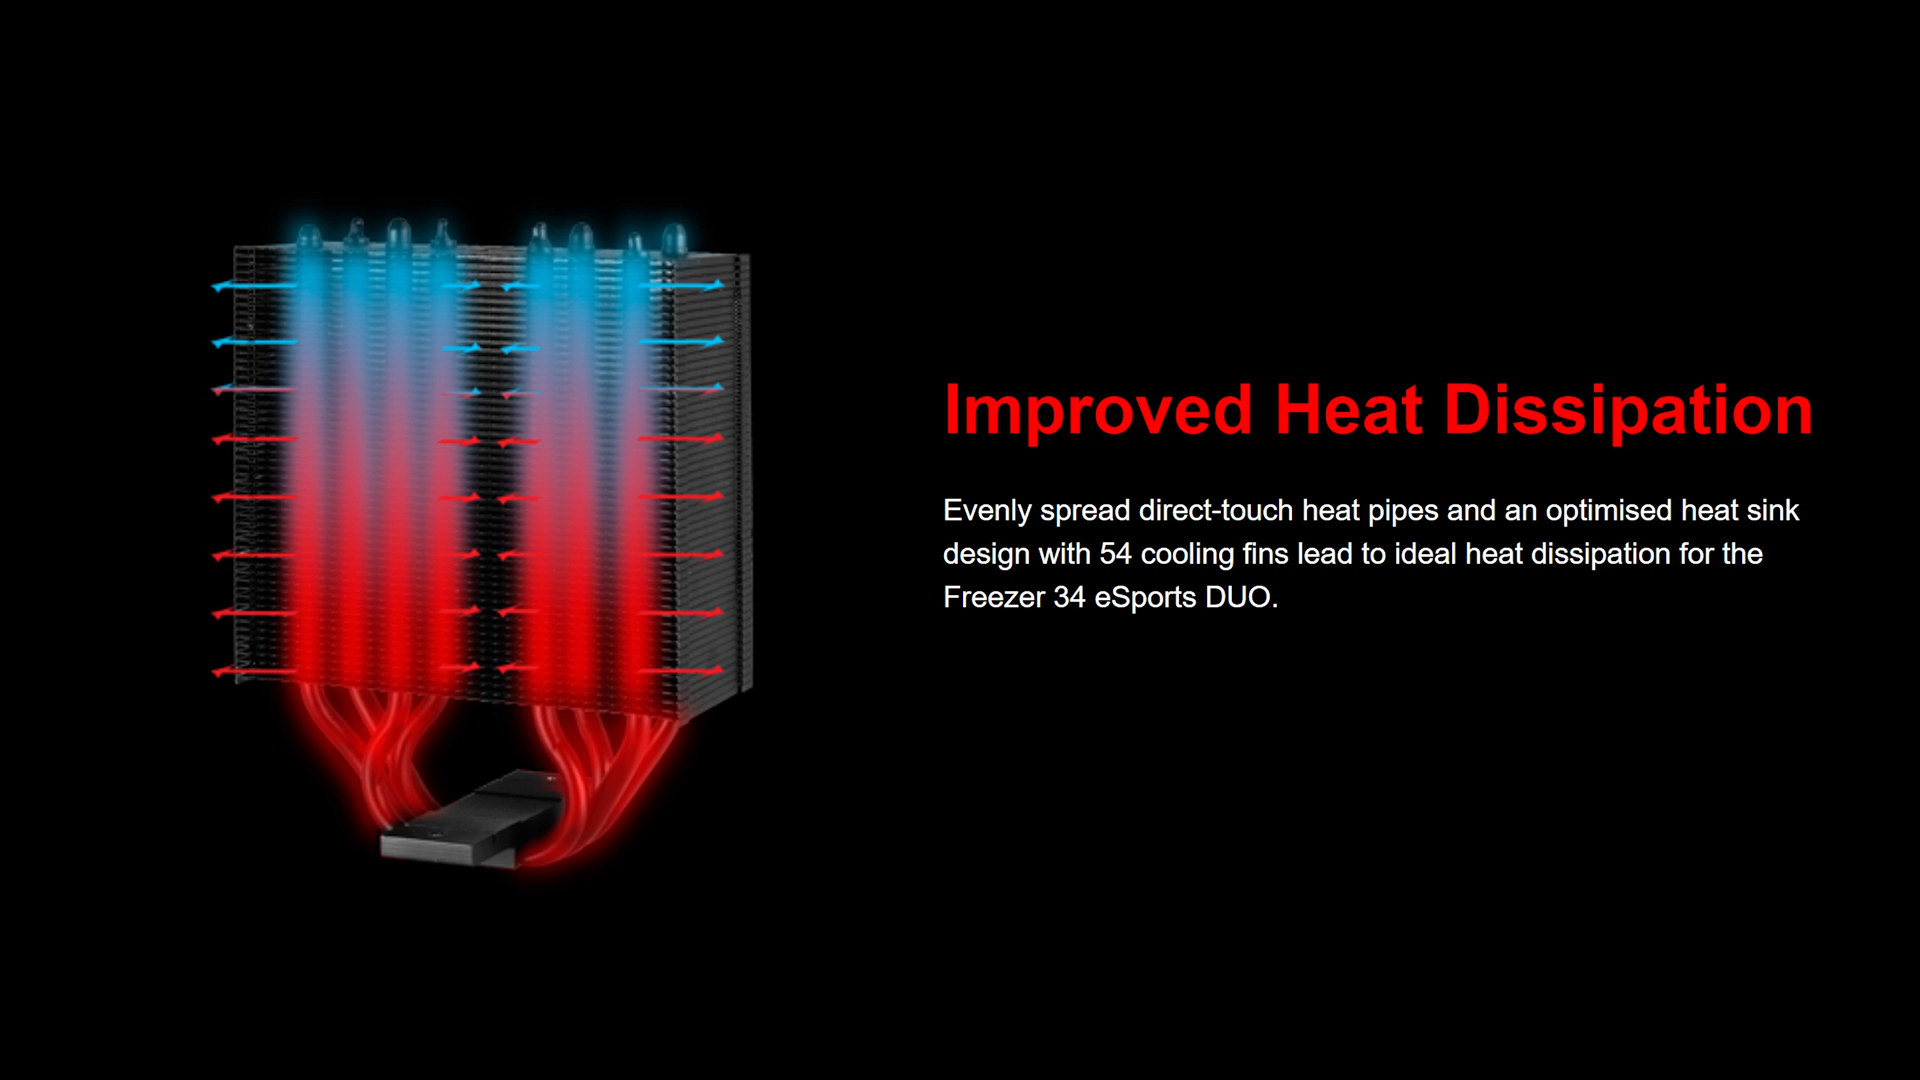 Improved Heat Dissipation
Evenly spread direct-touch heat pipes and an optimised heat sink
design with 54 cooling fins lead to ideal heat dissipation for the
Freezer 34 eSports DUO.